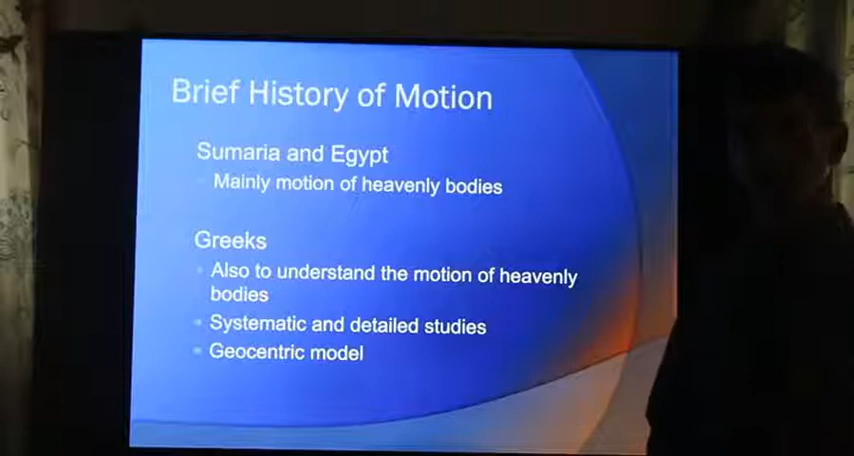 Brief History of Motion
Sumaria and Egypt
Mainly motion of heavenly bodies
Greeks
Also to understand the motion of heavenly
bodies
Systematic and detailed studies
Geocentric model